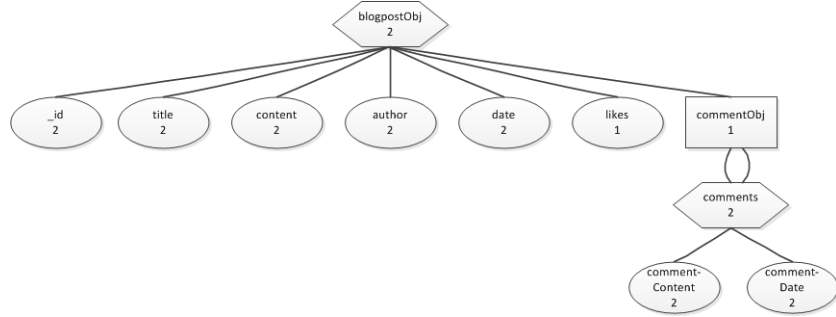 blogpostObj
2
_id
2
title
2
content
2
author
2
date
2
likes
1
commentObj
1
comments
2
comment-
Content
2
comment-
Date
2